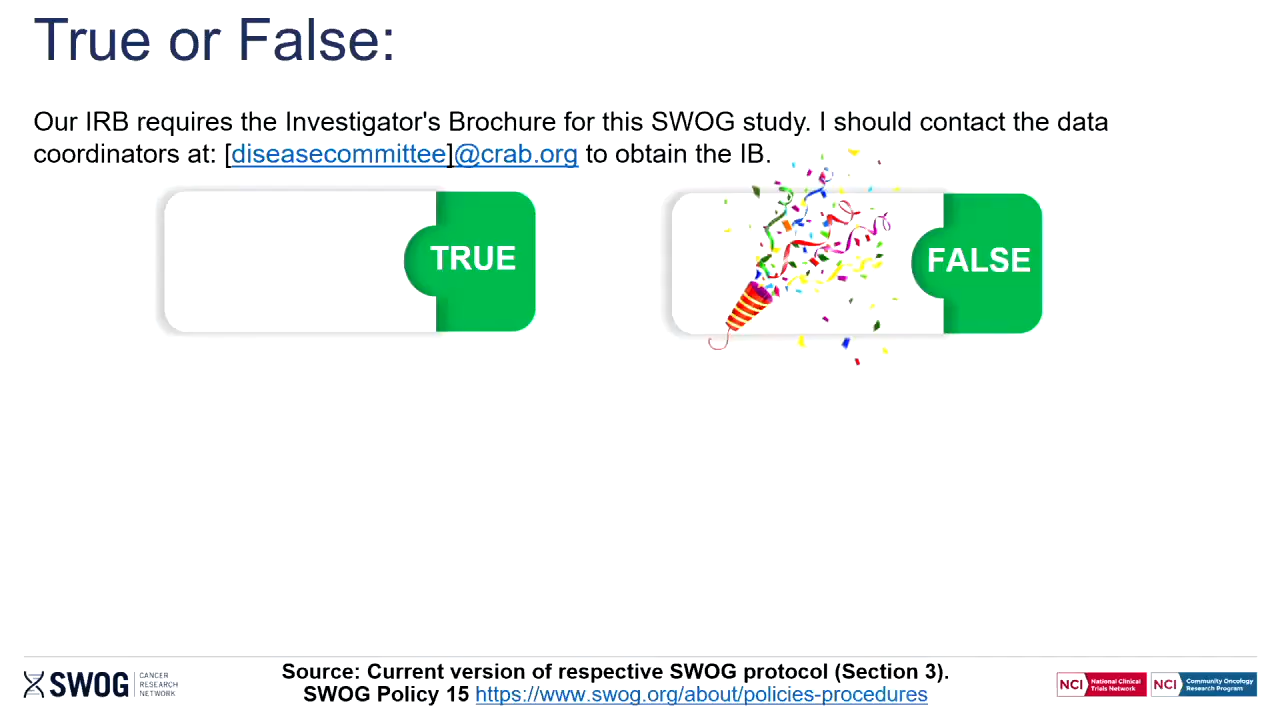 True or False:
Our IRB requires the Investigator's Brochure for this SWOG study. I should contact the data
coordinators at: [diseasecommittee]@crab.org to obtain the IB.
TRUE
FALSE
SWOG
CANCER
RESEARCH
NETWORK
Source: Current version of respective SWOG protocol (Section 3).
SWOG Policy 15 https://www.swog.org/about/policies-procedures
NCI
National Clinical
Trials Network
NCI
Community Oncology
Research Program